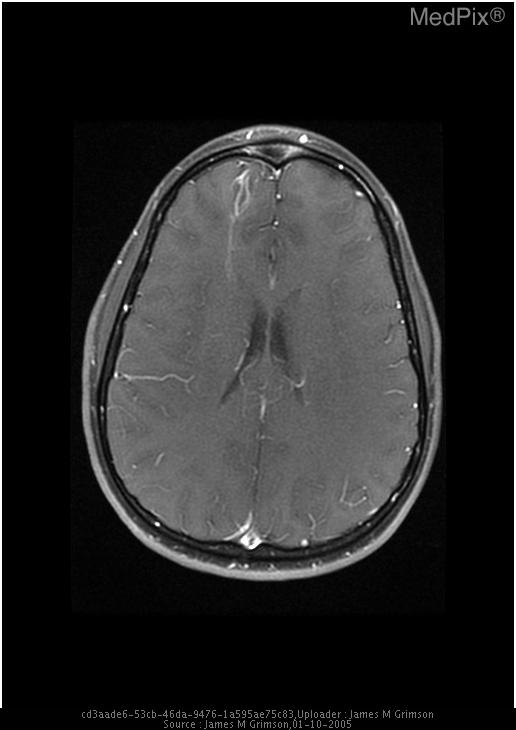 MedPix®
cd3aade6-53cb-46da-9476-1a595ae75c83,Uploader : James M Grimson
Source : James M Grimson,01-10-2005